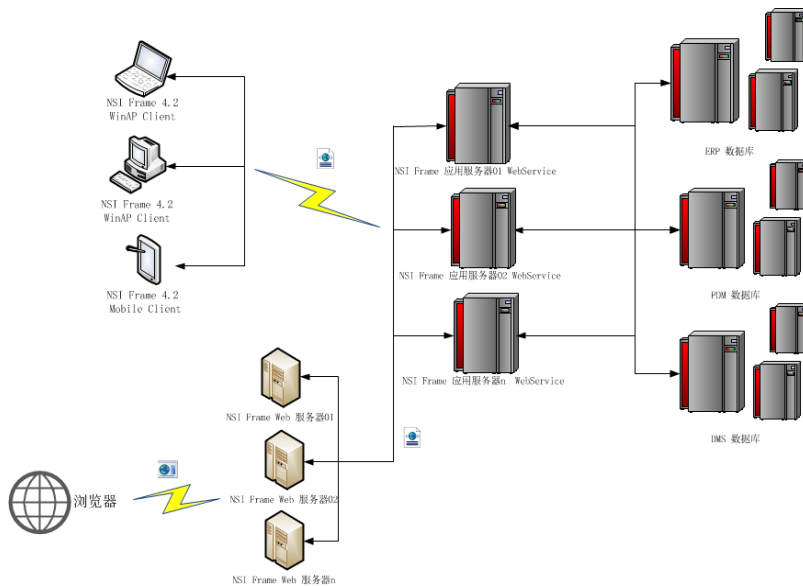 NSI Frame 4.2
WinAP Client
NSI Frame 4.2
WinAP Client
NSI Frame 4.2
Mobile Client
NSI Frame 应用服务器01 WebService
NSI Frame 应用服务器02 WebService
NSI Frame 应用服务器n WebService
ERP 数据库
PDM 数据库
DMS 数据库
NSI Frame Web 服务器01
NSI Frame Web 服务器02
NSI Frame Web 服务器n
浏览器